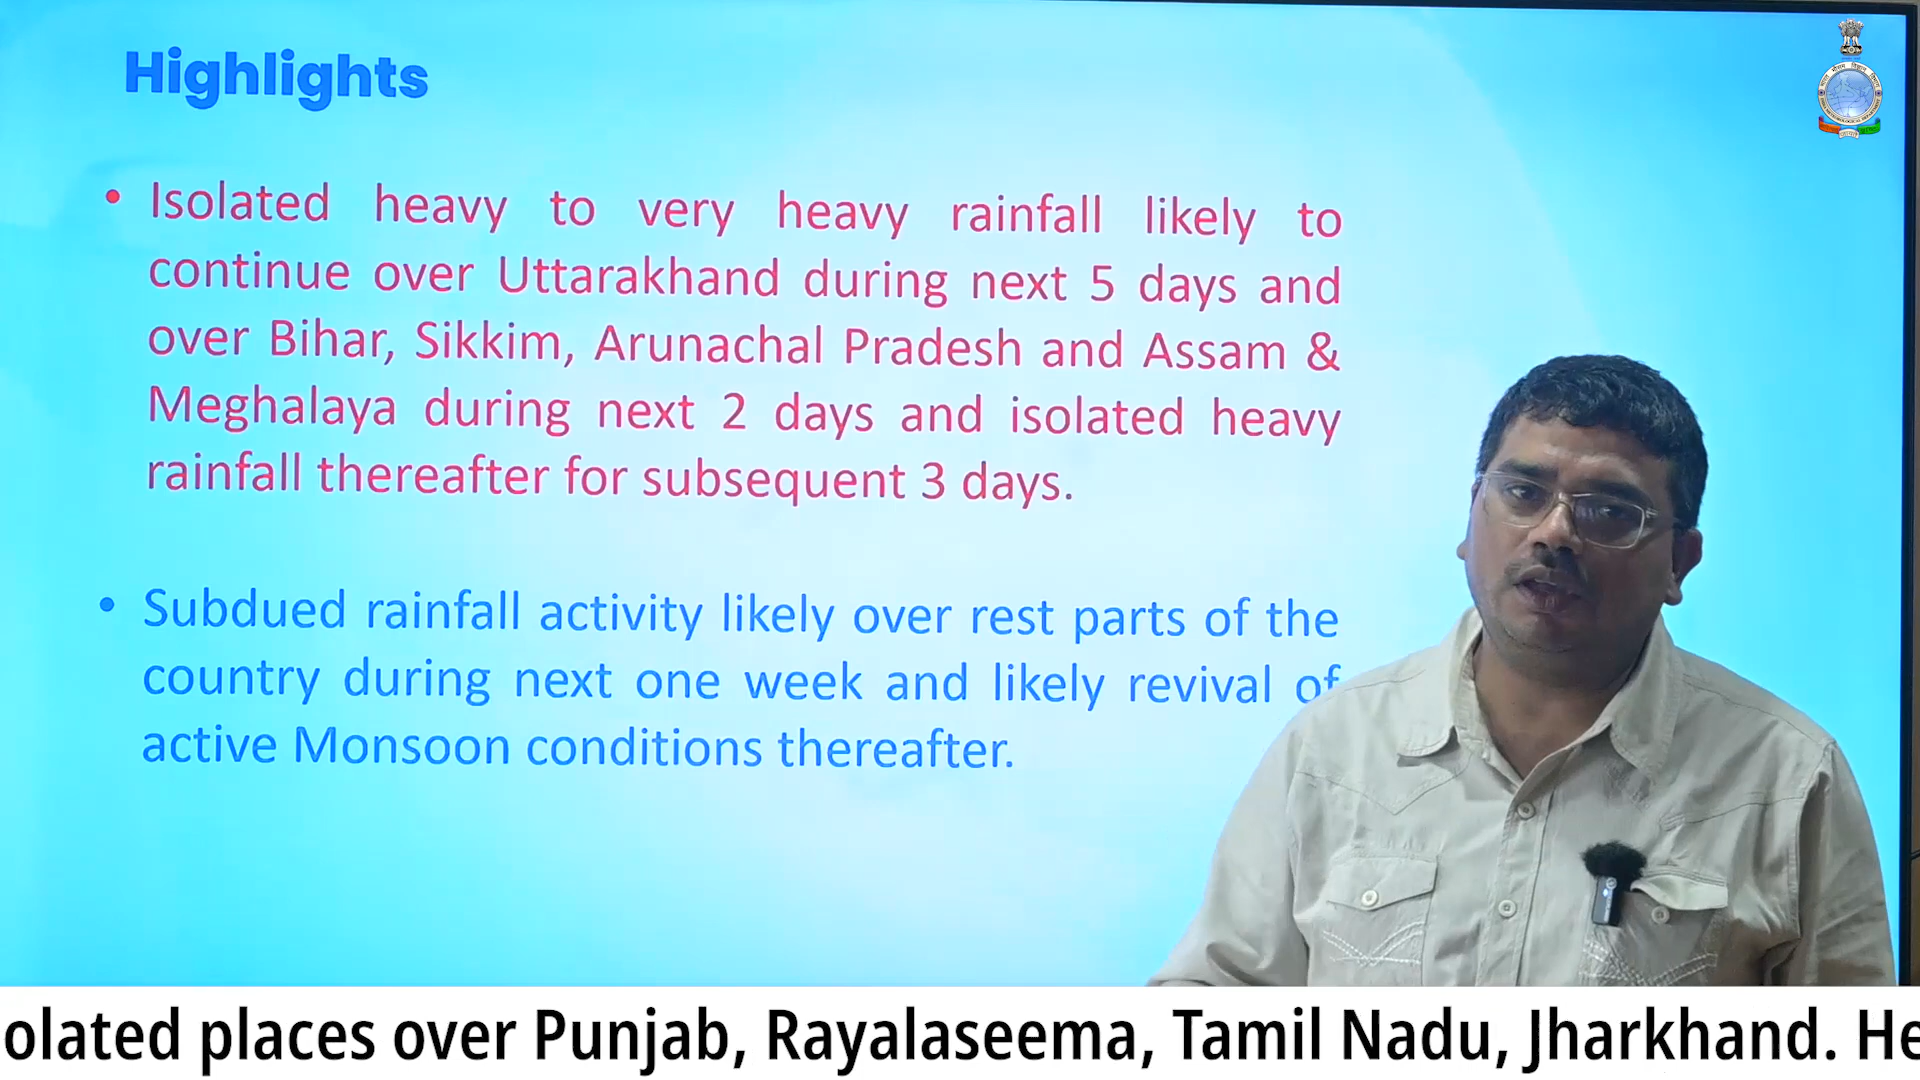 Highlights
• Isolated heavy to very heavy rainfall likely to
continue over Uttarakhand during next 5 days and
over Bihar, Sikkim, Arunachal Pradesh and Assam &
Meghalaya during next 2 days and isolated heavy
rainfall thereafter for subsequent 3 days.
• Subdued rainfall activity likely over rest parts of the
country during next one week and likely revival of
active Monsoon conditions thereafter.
olated places over Punjab, Rayalaseema, Tamil Nadu, Jharkhand. He